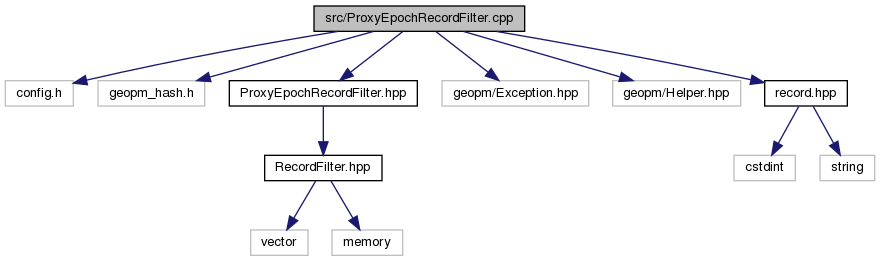 src/ProxyEpochRecordFilter.cpp
config.h
geopm_hash.h
ProxyEpochRecordFilter.hpp
geopm/Exception.hpp
geopm/Helper.hpp
record.hpp
RecordFilter.hpp
cstdint
string
vector
memory